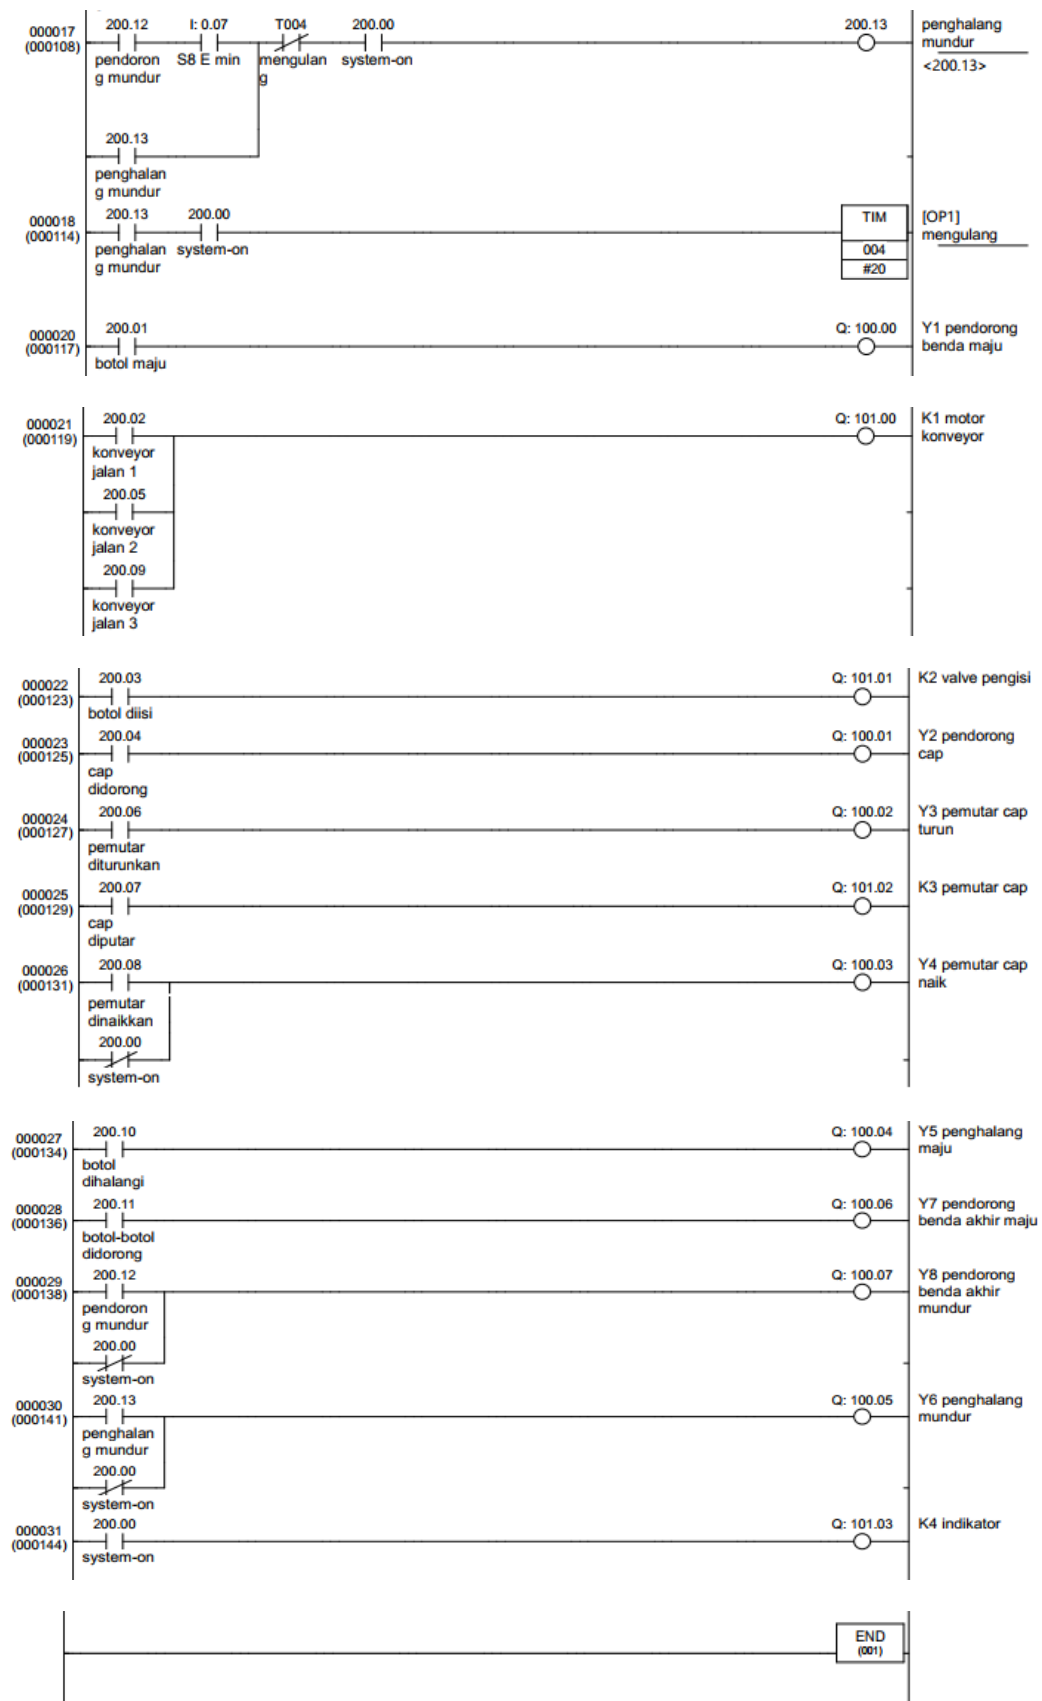 200.12 I: 0.07 T004 200.00 200.13 penghalang
000017
(000108)
mundur
pendoron S8 E min mengulan system-on
g mundur g
<200.13>
200.13
penghalan
g mundur
200.13 200.00 TIM [OP1]
000018
(000114)
mengulang
penghalan system-on 004
g mundur #20
200.01 Q: 100.00 Y1 pendorong
000020
(000117)
benda maju
botol maju
200.02 Q: 101.00 K1 motor
000021
(000119)
konveyor
konveyor
jalan 1
200.05
konveyor
jalan 2
200.09
konveyor
jalan 3
200.03 Q: 101.01 K2 valve pengisi
000022
(000123)
botol diisi
200.04 Q: 100.01 Y2 pendorong
000023
(000125)
cap
cap
didorong
200.06 Q: 100.02 Y3 pemutar cap
000024
(000127)
turun
pemutar
diturunkan
200.07 Q: 101.02 K3 pemutar cap
000025
(000129)
cap
diputar
200.08 Q: 100.03 Y4 pemutar cap
000026
(000131)
naik
pemutar
dinaikkan
200.00
system-on
200.10 Q: 100.04 Y5 penghalang
000027
(000134)
maju
botol
dihalangi
200.11 Q: 100.06 Y7 pendorong
000028
(000136)
benda akhir maju
botol-botol
didorong
200.12 Q: 100.07 Y8 pendorong
000029
(000138)
benda akhir
mundur
pendoron
g mundur
200.00
system-on
200.13 Q: 100.05 Y6 penghalang
000030
(000141)
mundur
penghalan
g mundur
200.00
system-on
200.00 Q: 101.03 K4 indikator
000031
(000144)
system-on
END
(001)